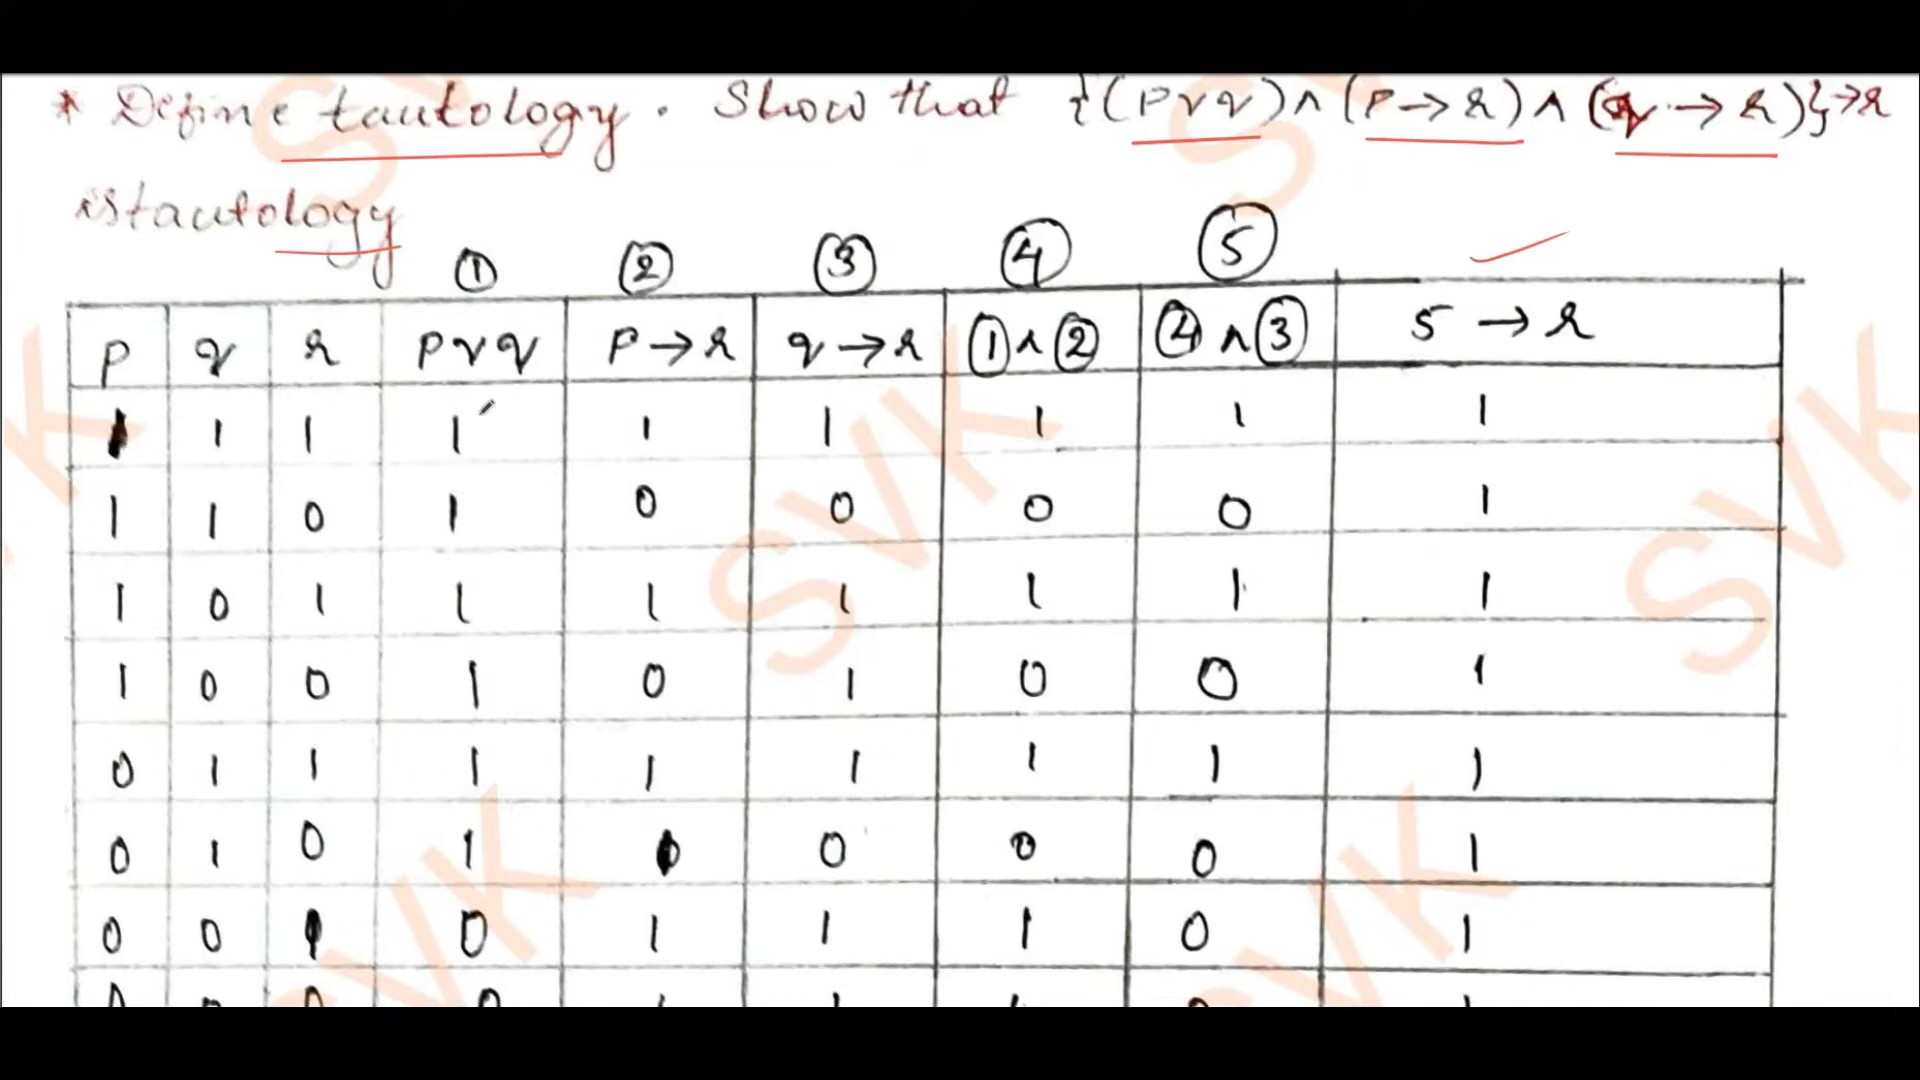 * Define tautology. Show that {(p∨q)∧(p→r)∧(q→r)}→r
is tautology
① ② ③ ④ ⑤
p q r p∨q p→r q→r ①∧② ④∧③ 5→r
1 1 1 1 1 1 1 1 1
1 1 0 1 0 0 0 0 1
1 0 1 1 1 1 1 1 1
1 0 0 1 0 1 0 0 1
0 1 1 1 1 1 1 1 1
0 1 0 1 0 0 0 1
0 0 1 0 1 1 1 0 1
SVK
SVK
SVK
SVK